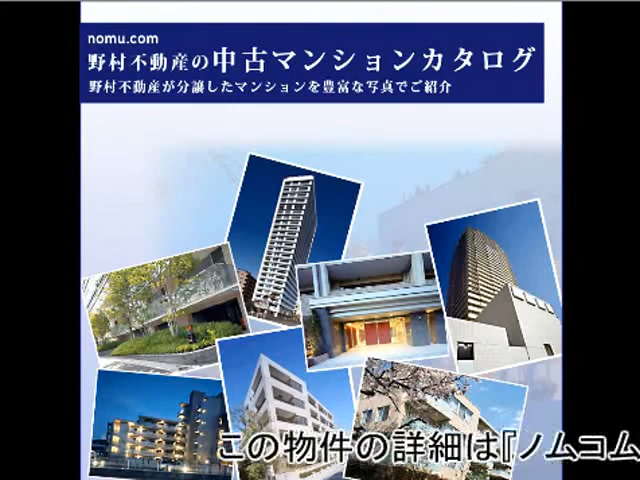 nomu.com
野村不動産の中古マンションカタログ
野村不動産が分譲したマンションを豊富な写真でご紹介
この物件の詳細は『ノムコム